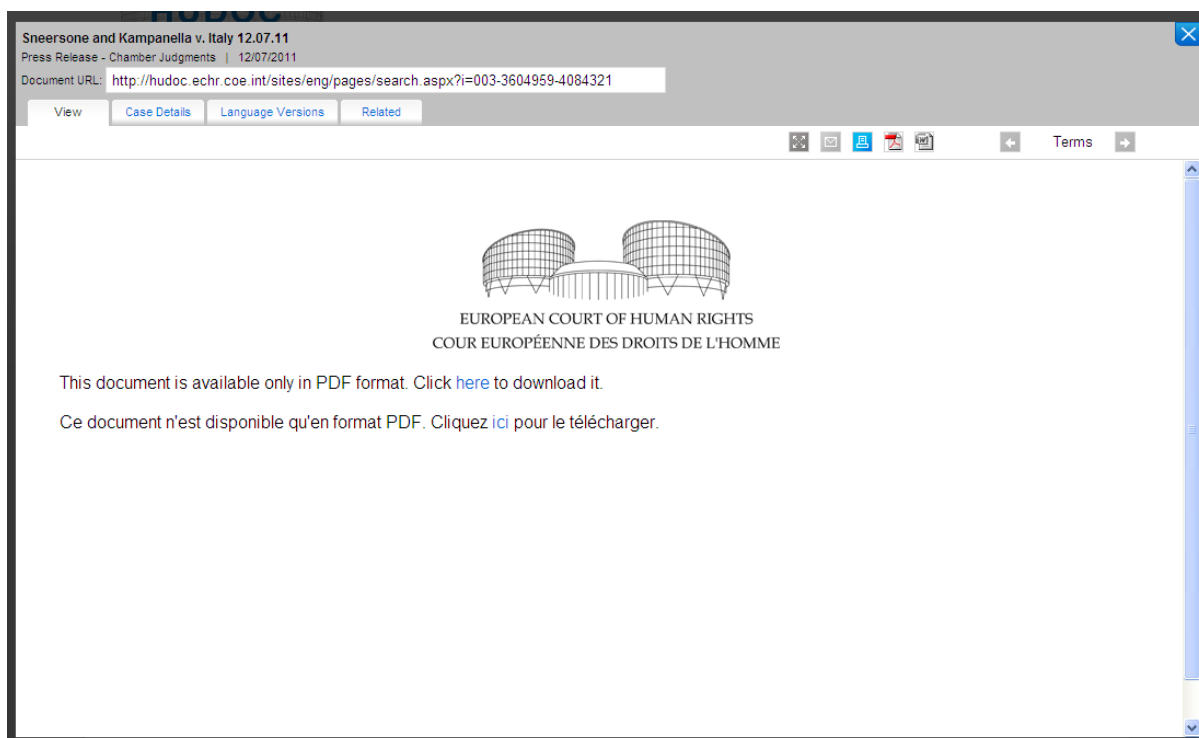 HUDOC
Sneersone and Kampanella v. Italy 12.07.11
Press Release - Chamber Judgments | 12/07/2011
Document URL: http://hudoc.echr.coe.int/sites/eng/pages/search.aspx?i=003-3604959-4084321
View Case Details Language Versions Related
Terms
EUROPEAN COURT OF HUMAN RIGHTS
COUR EUROPÉENNE DES DROITS DE L'HOMME
This document is available only in PDF format. Click here to download it.
Ce document n'est disponible qu'en format PDF. Cliquez ici pour le télécharger.